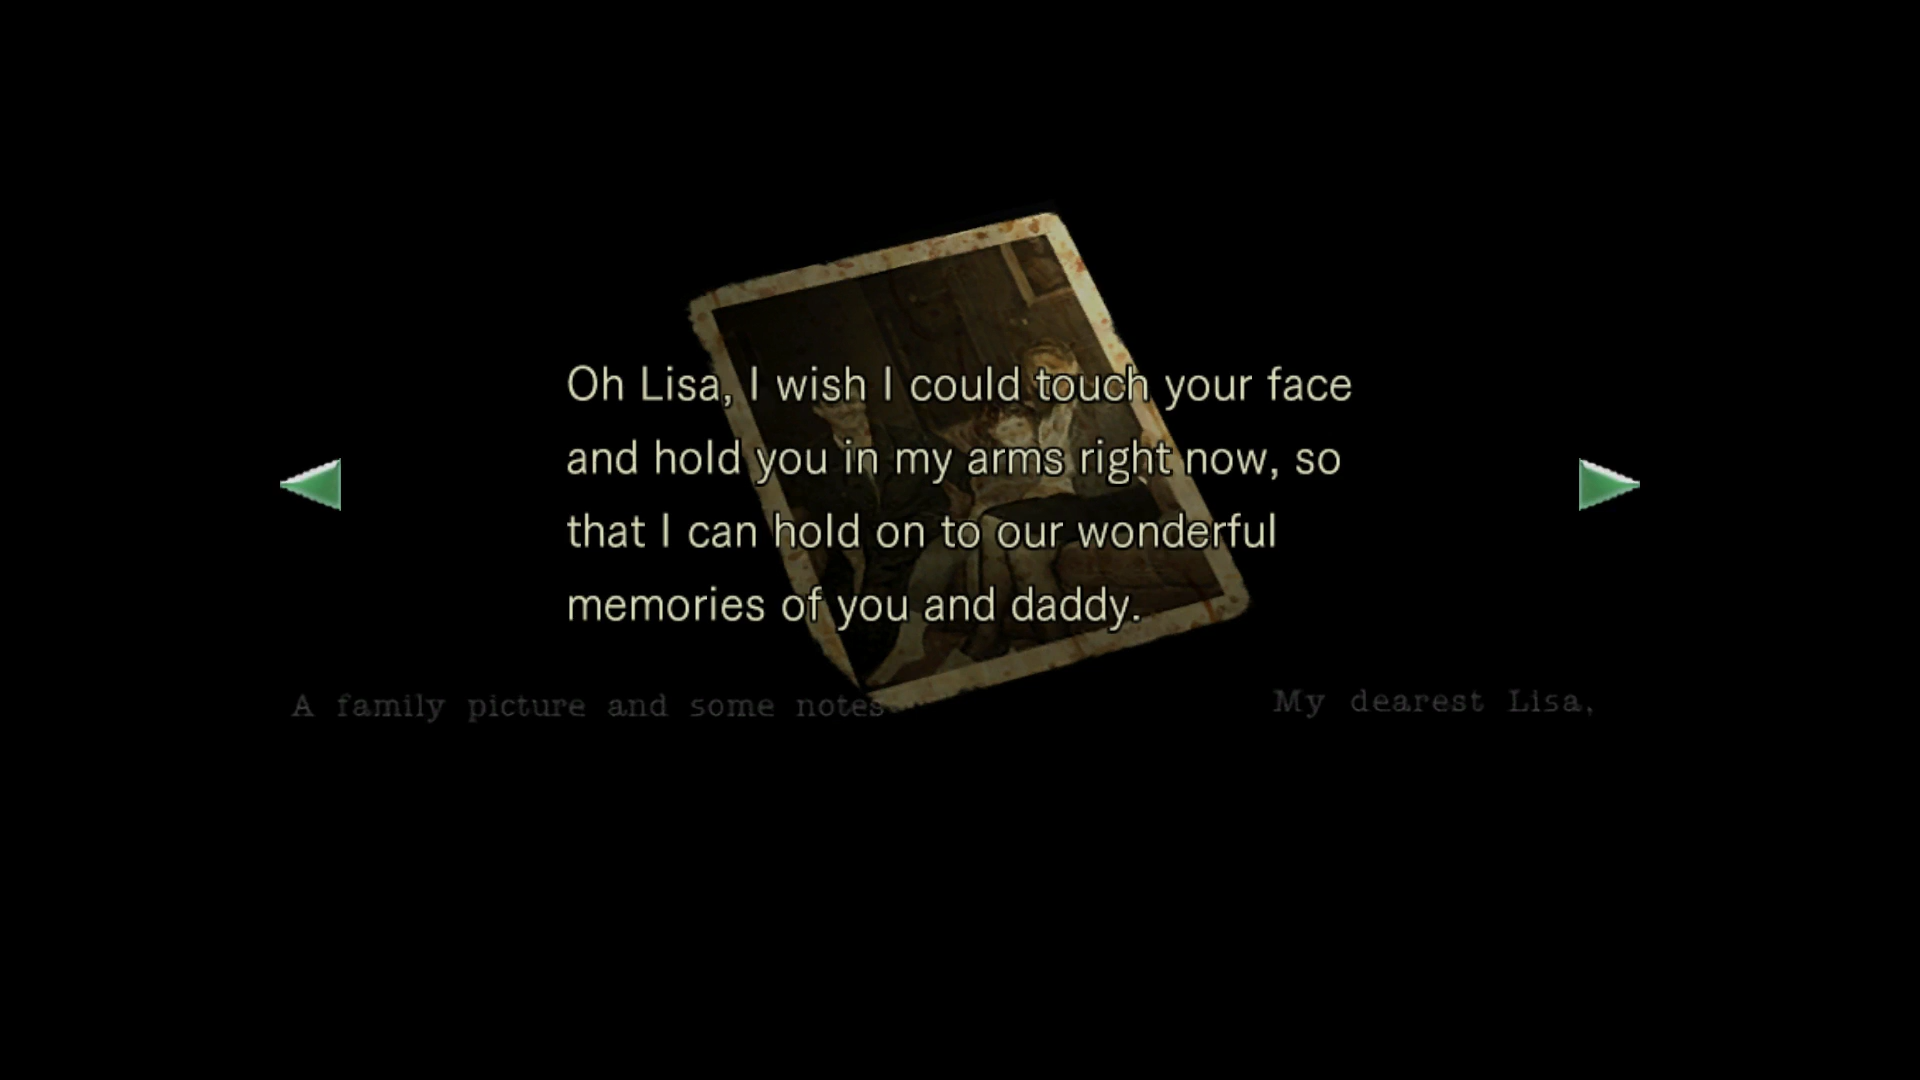 Oh Lisa, I wish I could touch your face
and hold you in my arms right now, so
that I can hold on to our wonderful
memories of you and daddy.
A family picture and some notes
My dearest Lisa,